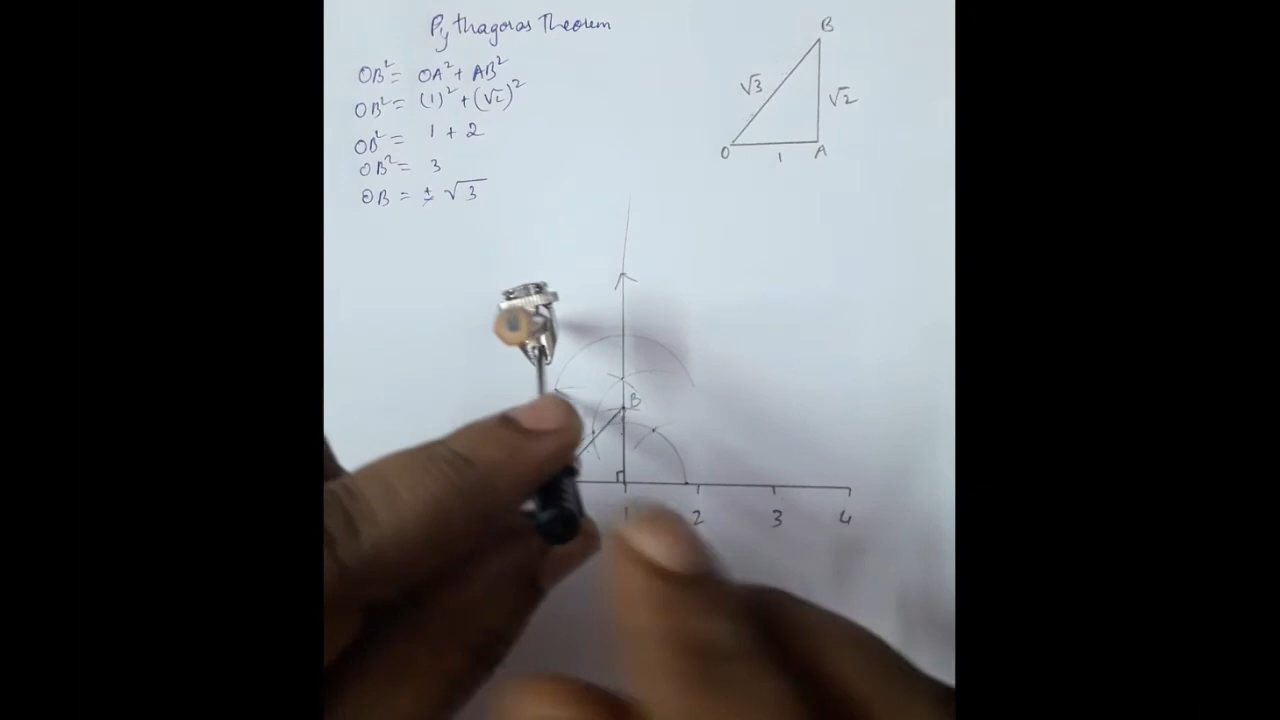 Pythagoras Theorem
OB² = OA² + AB²
OB² = (1)² + (√2)²
OB² = 1 + 2
OB² = 3
OB = ± √3
B
√3
√2
O
1
A
B
1 2 3 4